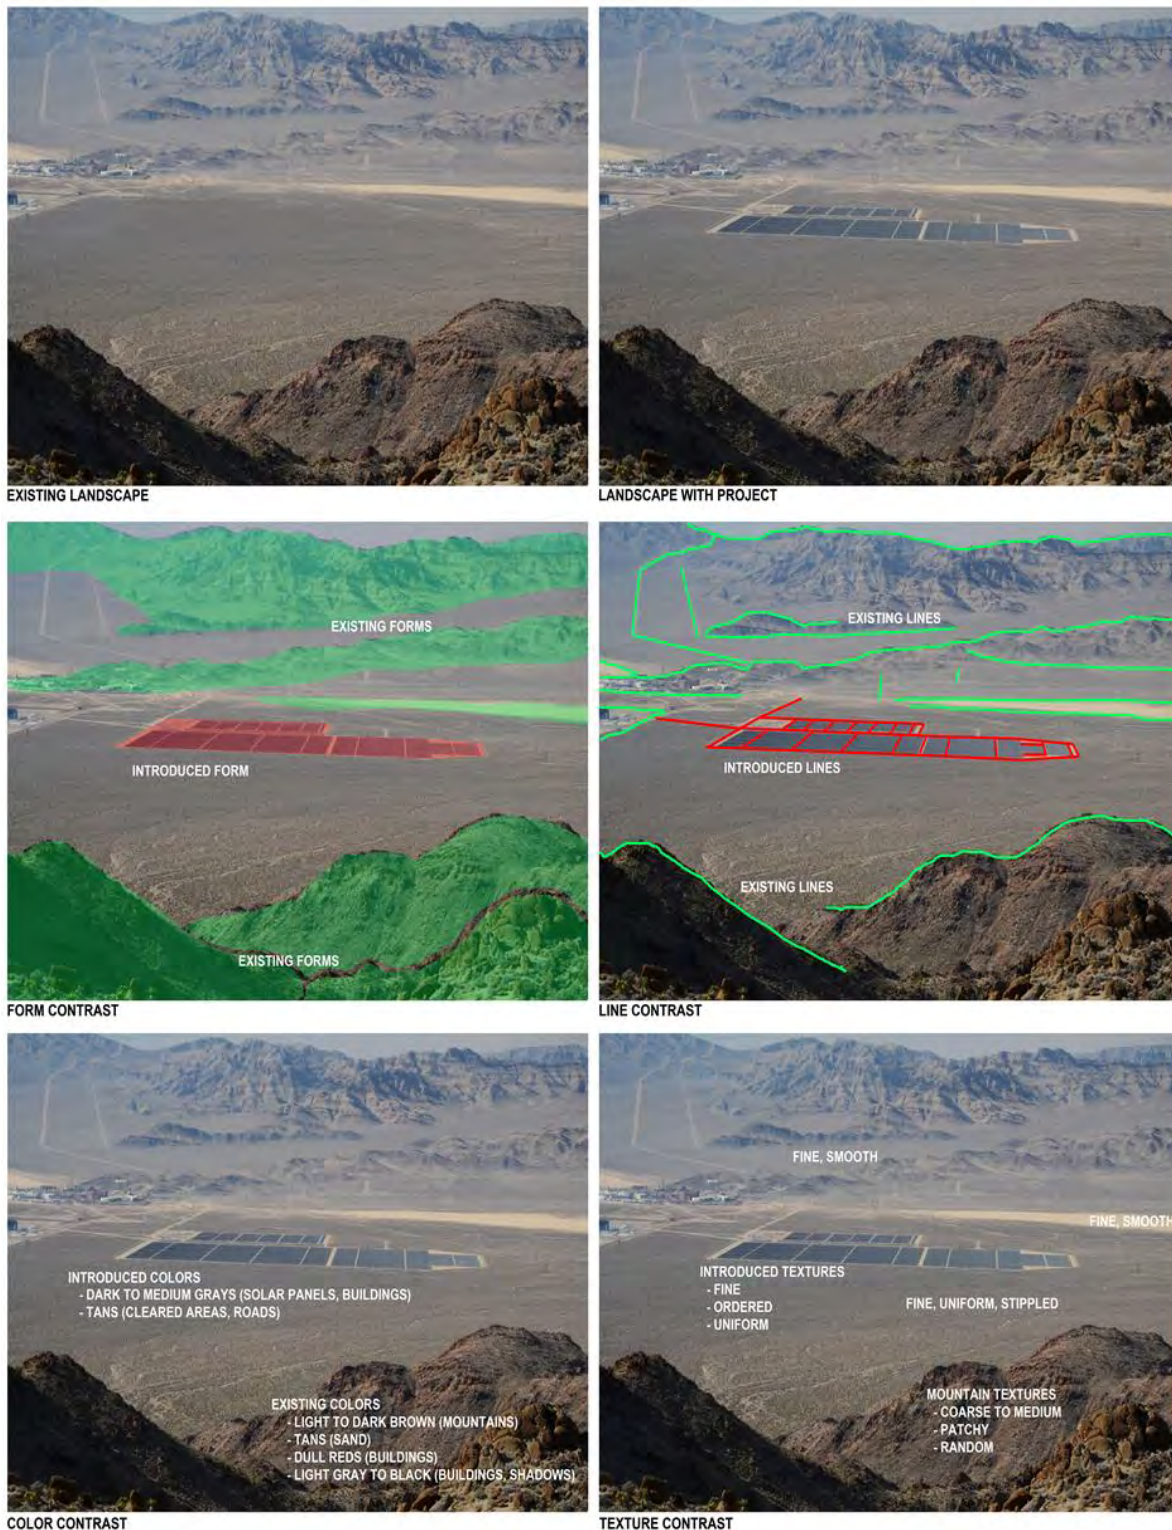 EXISTING LANDSCAPE
LANDSCAPE WITH PROJECT
EXISTING FORMS
INTRODUCED FORM
EXISTING FORMS
FORM CONTRAST
EXISTING LINES
INTRODUCED LINES
EXISTING LINES
LINE CONTRAST
INTRODUCED COLORS
- DARK TO MEDIUM GRAYS (SOLAR PANELS, BUILDINGS)
- TANS (CLEARED AREAS, ROADS)
EXISTING COLORS
- LIGHT TO DARK BROWN (MOUNTAINS)
- TANS (SAND)
- DULL REDS (BUILDINGS)
- LIGHT GRAY TO BLACK (BUILDINGS, SHADOWS)
COLOR CONTRAST
FINE, SMOOTH
FINE, SMOOTH
INTRODUCED TEXTURES
- FINE
- ORDERED
- UNIFORM
FINE, UNIFORM, STIPPLED
MOUNTAIN TEXTURES
- COARSE TO MEDIUM
- PATCHY
- RANDOM
TEXTURE CONTRAST